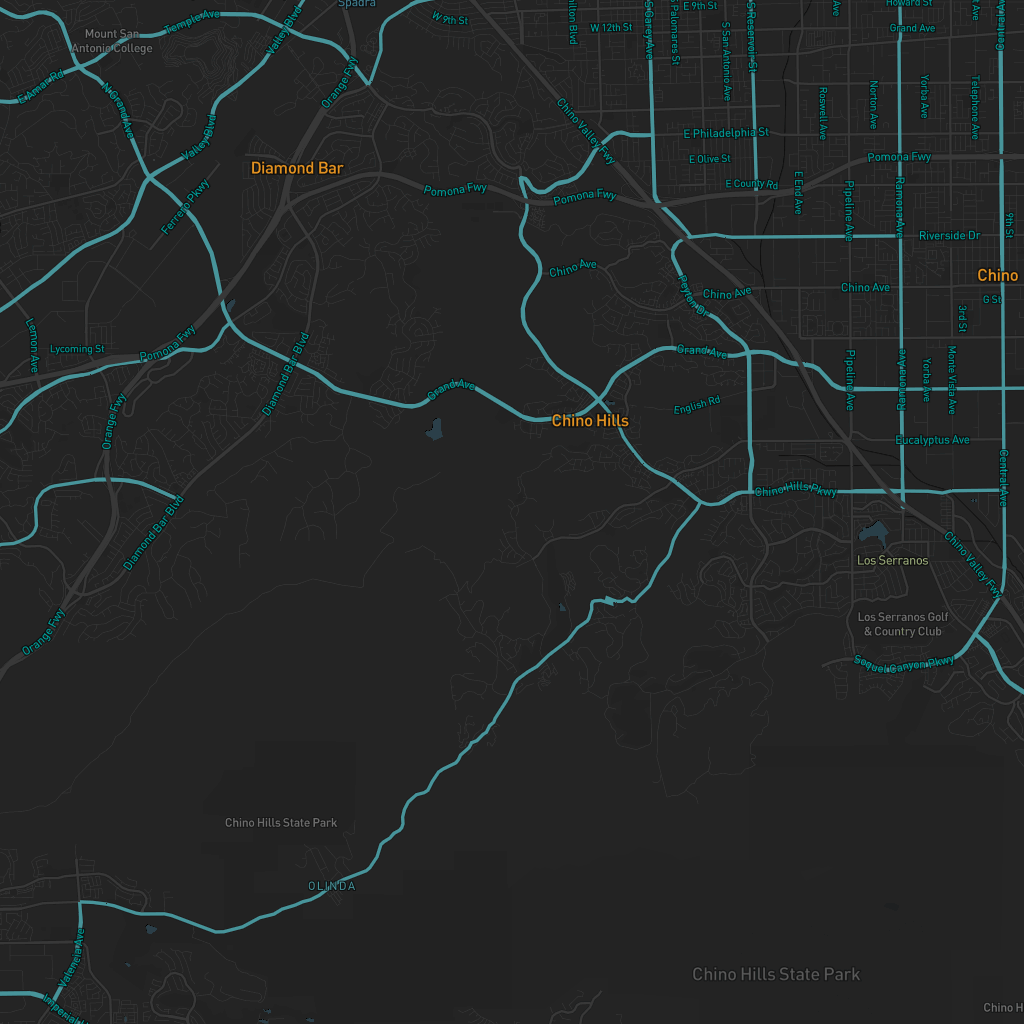 Spadra
E 9th St
Howard St
W 9th St
W 12th St
Temple Ave
Grand Ave
Mount San
Antonio College
Valley Blvd
S Garey Ave
Palomares St
S Reservoir St
S San Antonio Ave
E Amar Rd
N Grand Ave
Orange Fwy
Chino Valley Fwy
Roswell Ave
Norton Ave
Yorba Ave
Telephone Ave
Valley Blvd
E Philadelphia St
E Olive St
Pomona Fwy
Diamond Bar
Pomona Fwy
Pomona Fwy
E County Rd
E End Ave
Pipeline Ave
Ramona Ave
9th St
Ferrero Pkwy
Riverside Dr
Chino Ave
Chino
Peyton Dr
Chino Ave
Chino Ave
G St
3rd St
Lemon Ave
Lycoming St
Pomona Fwy
Diamond Bar Blvd
Grand Ave
Pipeline Ave
Ramona Ave
Yorba Ave
Monte Vista Ave
Grand Ave
English Rd
Chino Hills
Orange Fwy
Eucalyptus Ave
Central Ave
Chino Hills Pkwy
Diamond Bar Blvd
Los Serranos
Chino Valley Fwy
Orange Fwy
Los Serranos Golf
& Country Club
Soquel Canyon Pkwy
Chino Hills State Park
OLINDA
Valencia Ave
Chino Hills State Park
Chino H